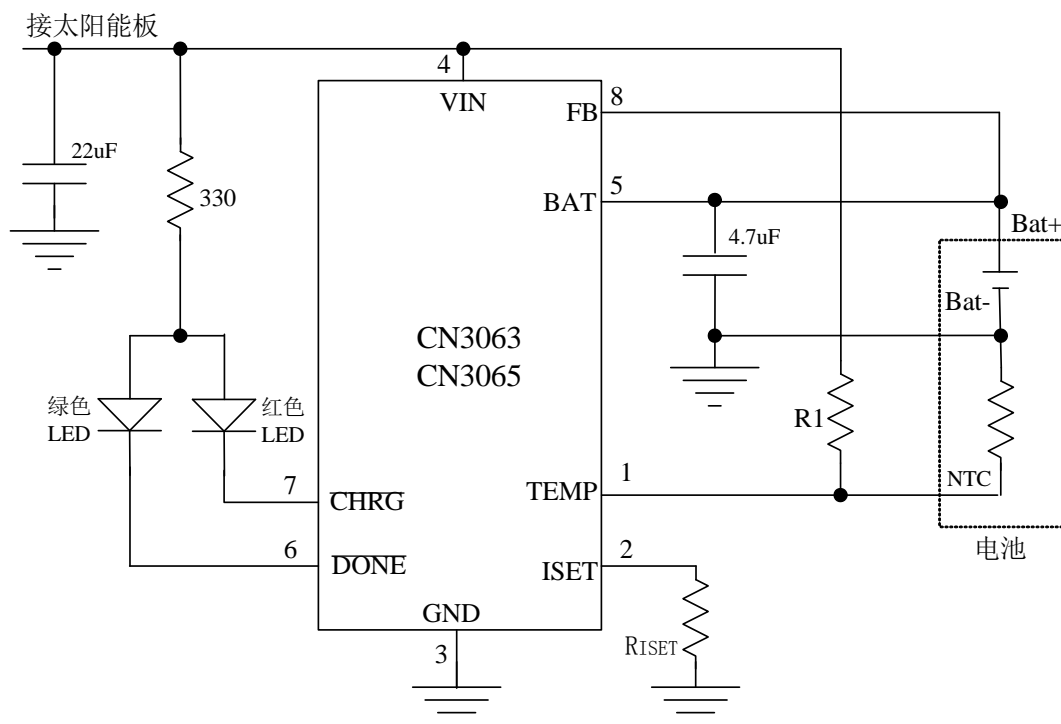 接太阳能板
4
VIN
8
FB
22uF
330
5
BAT
4.7uF
Bat+
Bat-
CN3063
CN3065
绿色
LED
红色
LED
R1
7
CHRG
1
TEMP
NTC
6
DONE
2
ISET
电池
GND
3
RISET